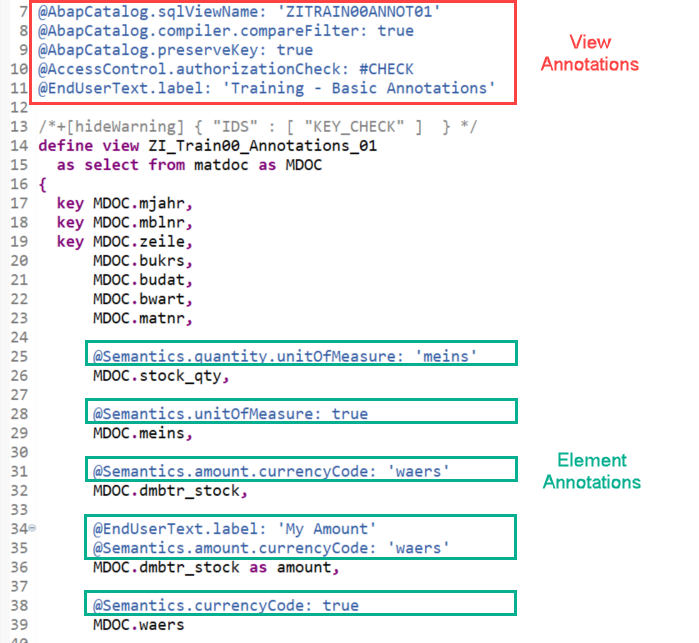 7 @AbapCatalog.sqlViewName: 'ZITRAIN00ANNOT01'
8 @AbapCatalog.compiler.compareFilter: true
9 @AbapCatalog.preserveKey: true
10 @AccessControl.authorizationCheck: #CHECK
11 @EndUserText.label: 'Training - Basic Annotations'
View
Annotations
12
13 /*+[hideWarning] { "IDS" : [ "KEY_CHECK" ]  } */
14 define view ZI_Train00_Annotations_01
15   as select from matdoc as MDOC
16 {
17   key MDOC.mjahr,
18   key MDOC.mblnr,
19   key MDOC.zeile,
20       MDOC.bukrs,
21       MDOC.budat,
22       MDOC.bwart,
23       MDOC.matnr,
24
25       @Semantics.quantity.unitOfMeasure: 'meins'
26       MDOC.stock_qty,
27
28       @Semantics.unitOfMeasure: true
29       MDOC.meins,
30
31       @Semantics.amount.currencyCode: 'waers'
32       MDOC.dmbtr_stock,
Element
Annotations
33
34       @EndUserText.label: 'My Amount'
35       @Semantics.amount.currencyCode: 'waers'
36       MDOC.dmbtr_stock as amount,
37
38       @Semantics.currencyCode: true
39       MDOC.waers